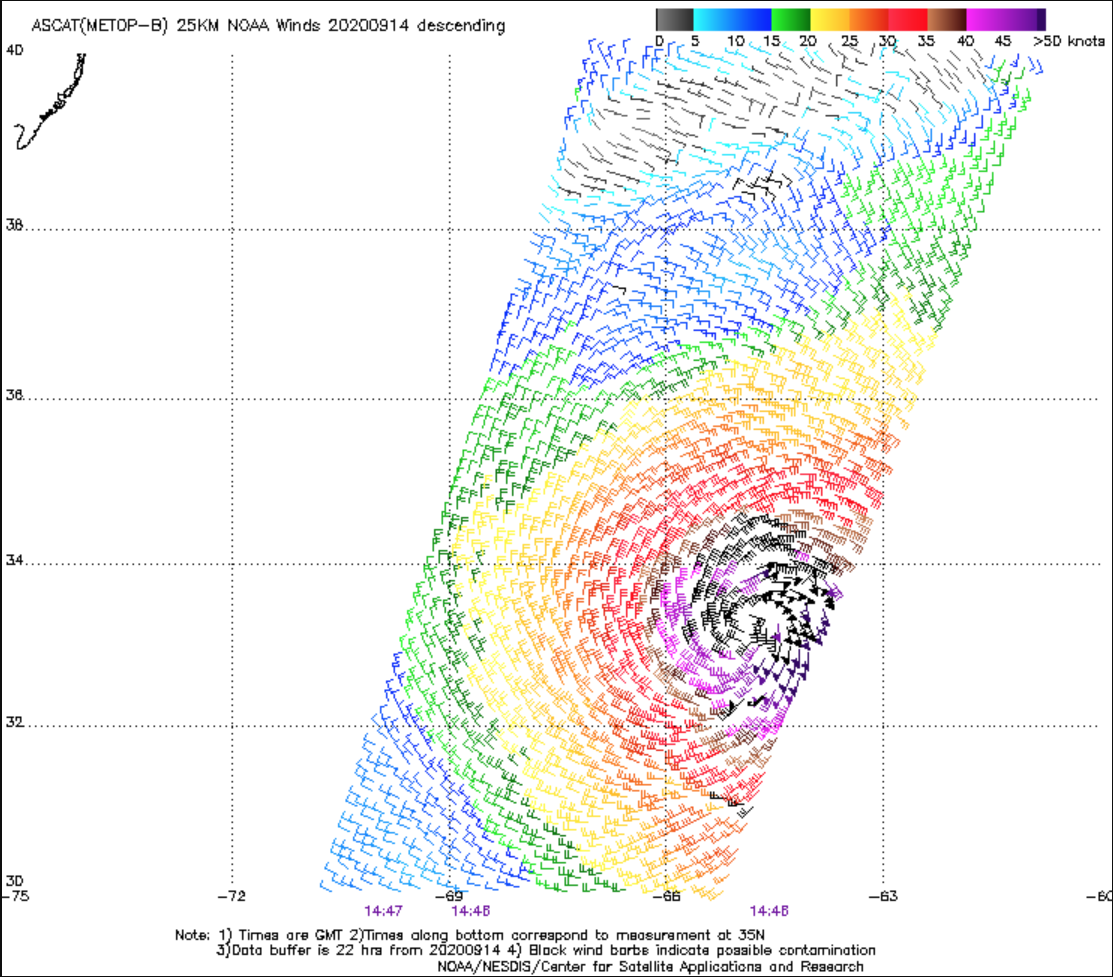 ASCAT(METOP-B) 25KM NOAA Winds 20200914 descending
0 5 10 15 20 25 30 35 40 45 >50 knots
40
38
36
34
32
30
-75 -72 -69 -66 -63 -60
14:47 14:46 14:46
Note: 1) Times are GMT 2)Times along bottom correspond to measurement at 35N
3)Data buffer is 22 hrs from 20200914 4) Black wind barbs indicate possible contamination
NOAA/NESDIS/Center for Satellite Applications and Research